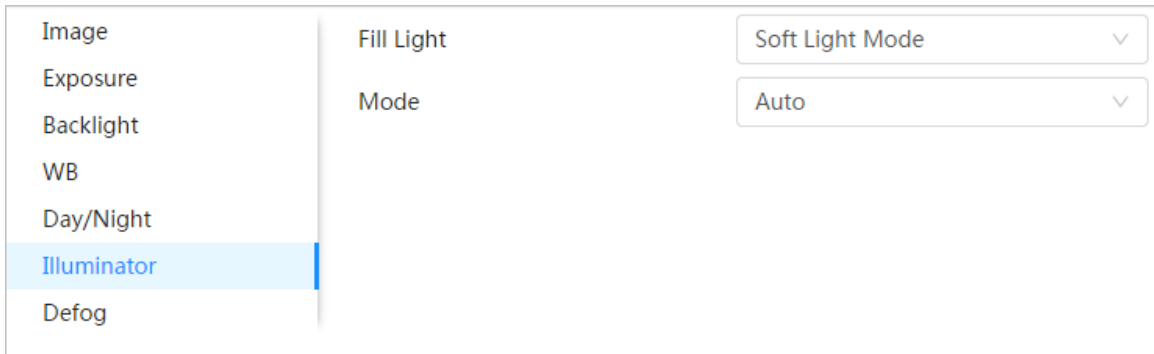 Image
Exposure
Backlight
WB
Day/Night
Illuminator
Defog
Fill Light Soft Light Mode
Mode Auto